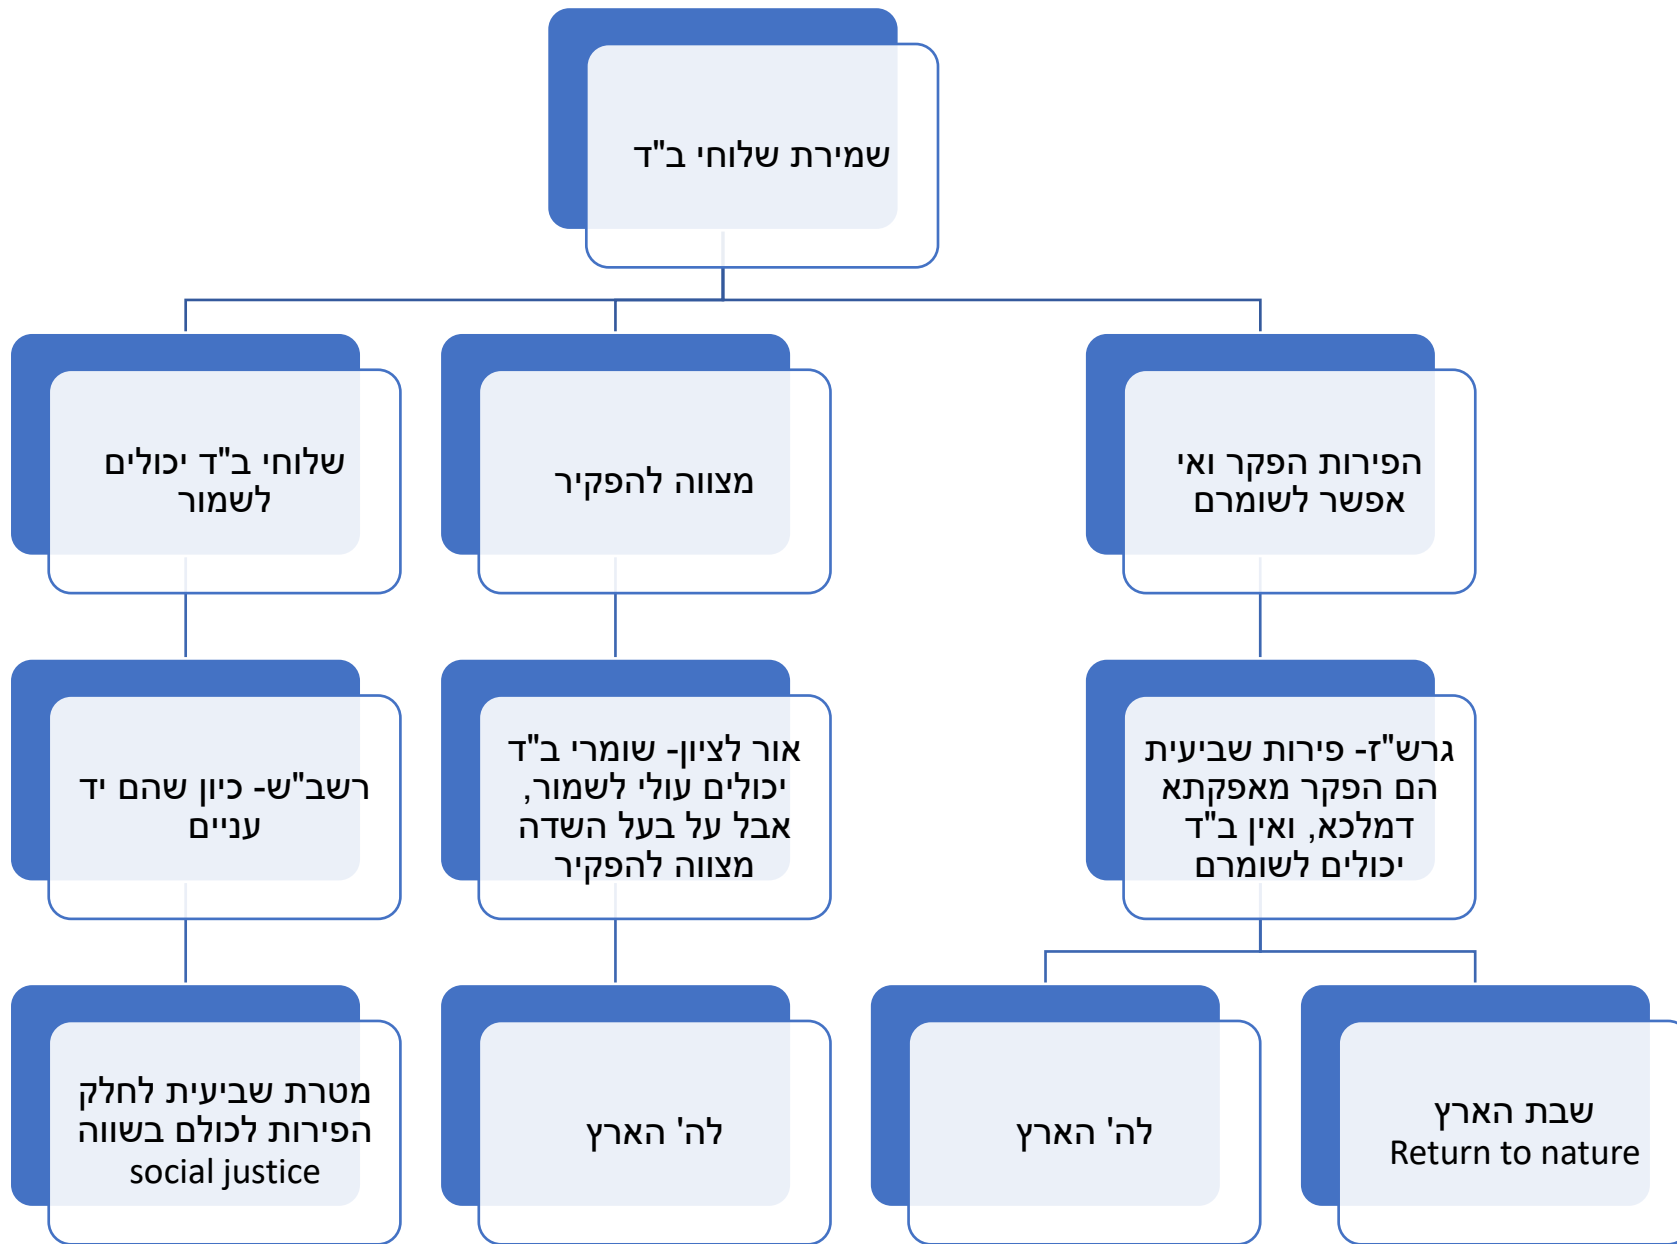 שמירת שלוחי ב"ד
הפירות הפקר ואי
אפשר לשומרם
מצווה להפקיר
שלוחי ב"ד יכולים
לשמור
גרש"ז- פירות שביעית
הם הפקר מאפקתא
דמלכא, ואין ב"ד
יכולים לשומרם
אור לציון- שומרי ב"ד
יכולים עולי לשמור,
אבל על בעל השדה
מצווה להפקיר
רשב"ש- כיון שהם יד
עניים
שבת הארץ
Return to nature
לה' הארץ
לה' הארץ
מטרת שביעית לחלק
הפירות לכולם בשווה
social justice